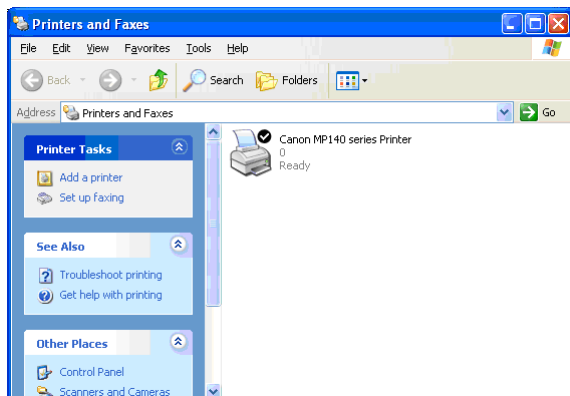 Printers and Faxes
File Edit View Favorites Tools Help
Back Search Folders
Address Printers and Faxes Go
Printer Tasks
Add a printer
Set up faxing
See Also
Troubleshoot printing
Get help with printing
Other Places
Control Panel
Scanners and Cameras
Canon MP140 series Printer
0
Ready